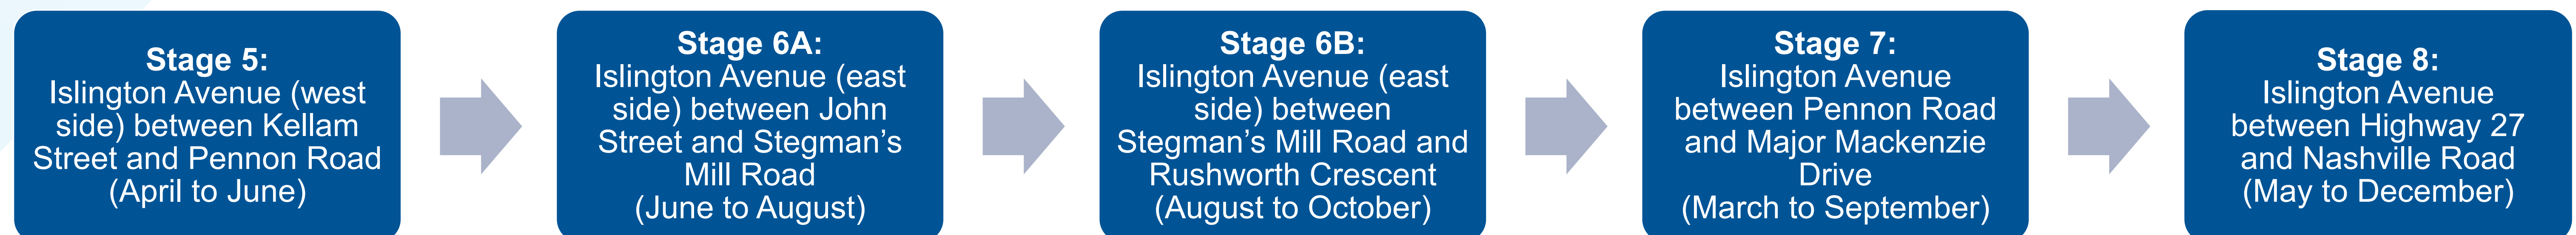 Stage 5:
Islington Avenue (west
side) between Kellam
Street and Pennon Road
(April to June)
Stage 6A:
Islington Avenue (east
side) between John
Street and Stegman’s
Mill Road
(June to August)
Stage 6B:
Islington Avenue (east
side) between
Stegman’s Mill Road and
Rushworth Crescent
(August to October)
Stage 7:
Islington Avenue
between Pennon Road
and Major Mackenzie
Drive
(March to September)
Stage 8:
Islington Avenue
between Highway 27
and Nashville Road
(May to December)